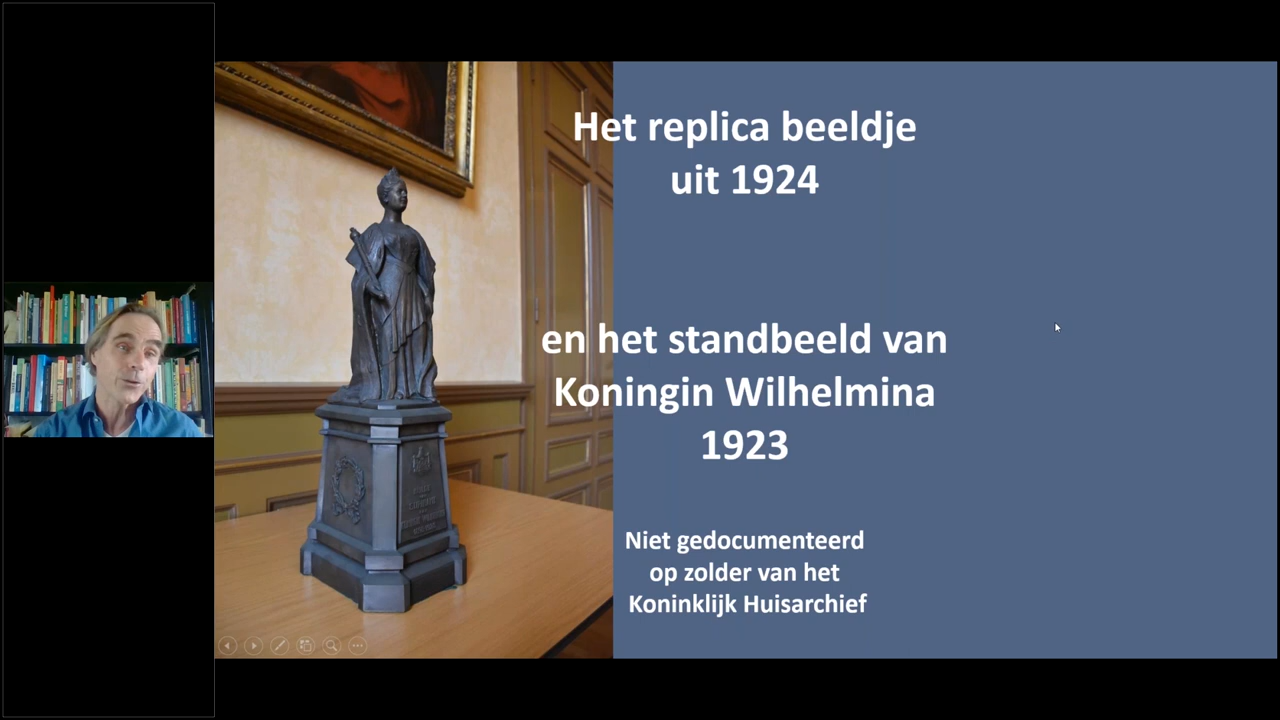 Het replica beeldje
uit 1924
en het standbeeld van
Koningin Wilhelmina
1923
Niet gedocumenteerd
op zolder van het
Koninklijk Huisarchief